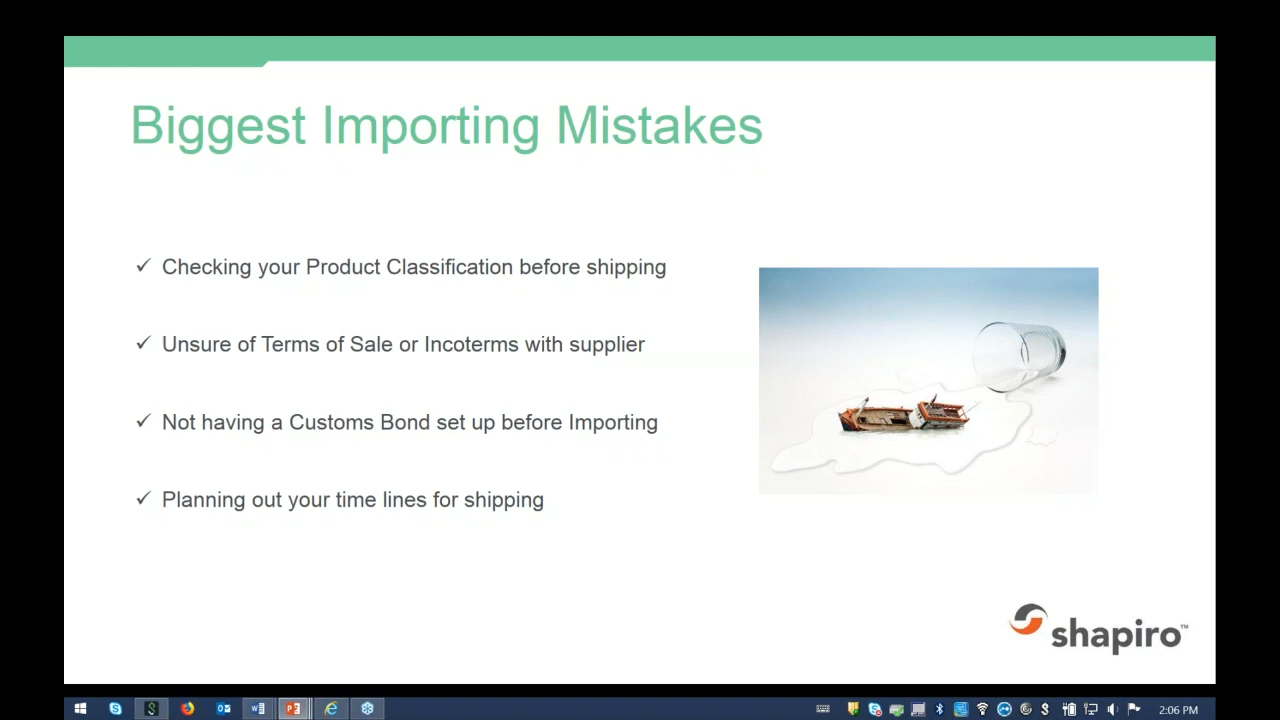 Biggest Importing Mistakes
✓ Checking your Product Classification before shipping
✓ Unsure of Terms of Sale or Incoterms with supplier
✓ Not having a Customs Bond set up before Importing
✓ Planning out your time lines for shipping
shapiro™
2:06 PM